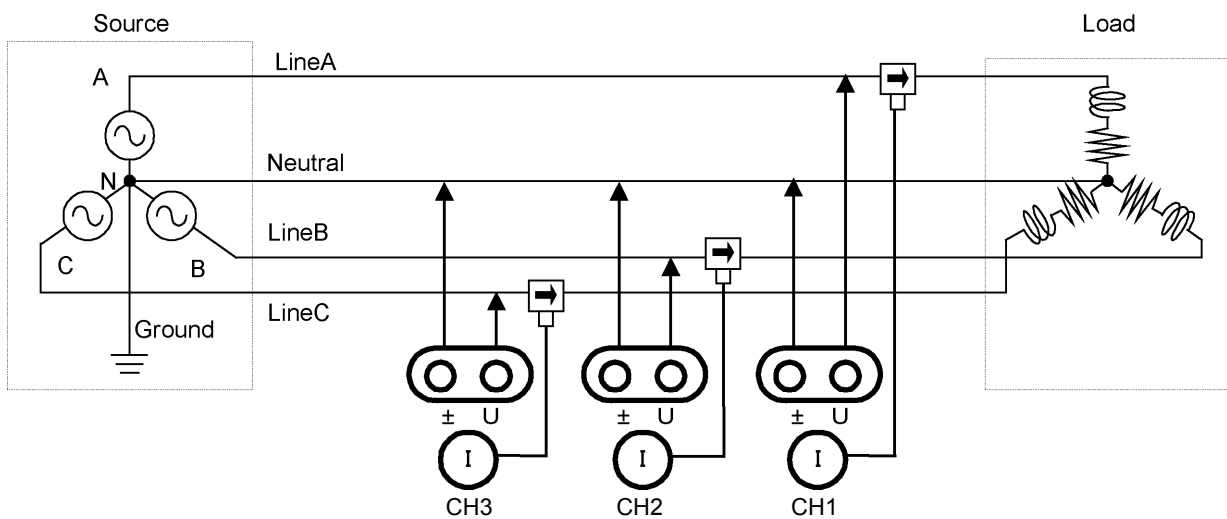 Source
Load
A
LineA
N
Neutral
C
B
LineB
LineC
Ground
± U
± U
± U
I
I
I
CH3
CH2
CH1